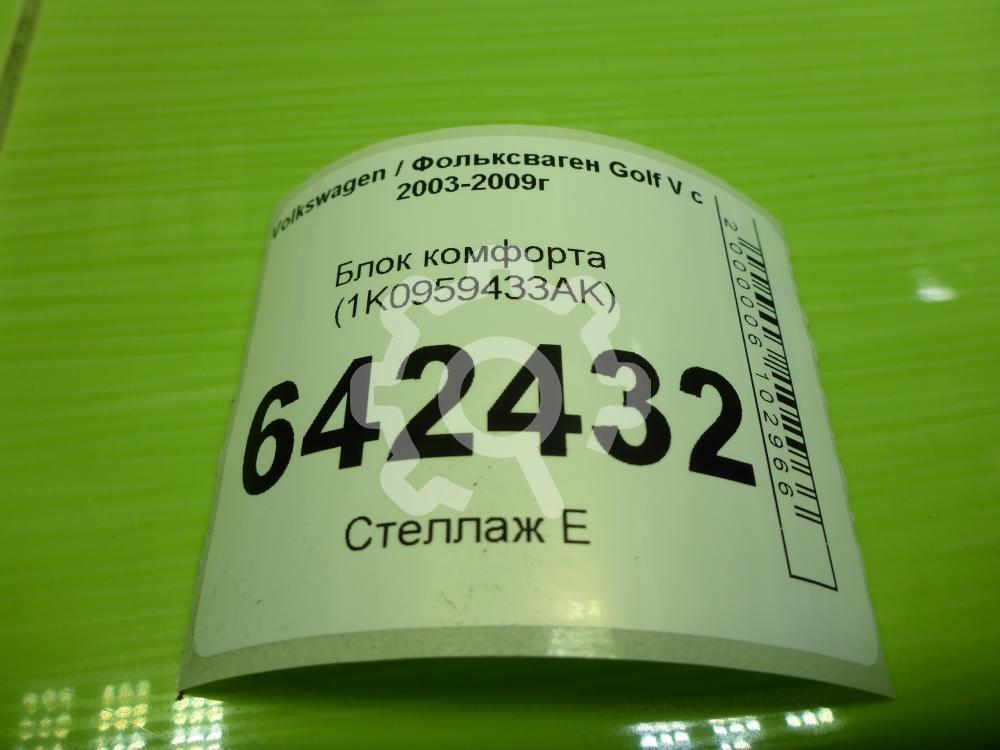 Volkswagen / Фольксваген Golf V с
2003-2009г
Блок комфорта
(1K0959433AK)
642432
Стеллаж Е
2000006102966